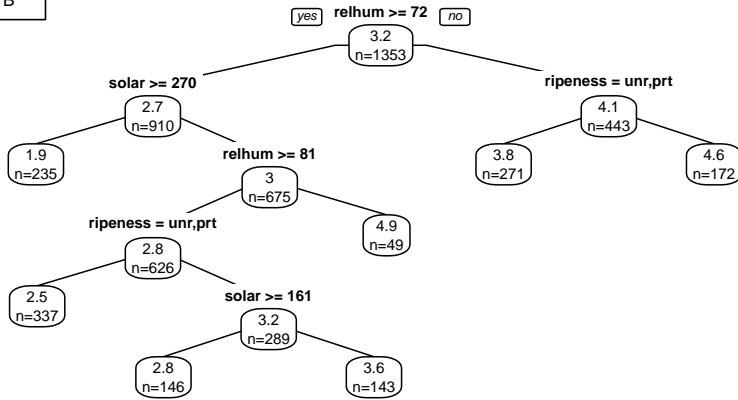 B
yes relhum >= 72 no
3.2
n=1353
solar >= 270
ripeness = unr,prt
2.7
n=910
4.1
n=443
1.9
n=235
relhum >= 81
3
n=675
3.8
n=271
4.6
n=172
ripeness = unr,prt
2.8
n=626
4.9
n=49
2.5
n=337
solar >= 161
3.2
n=289
2.8
n=146
3.6
n=143